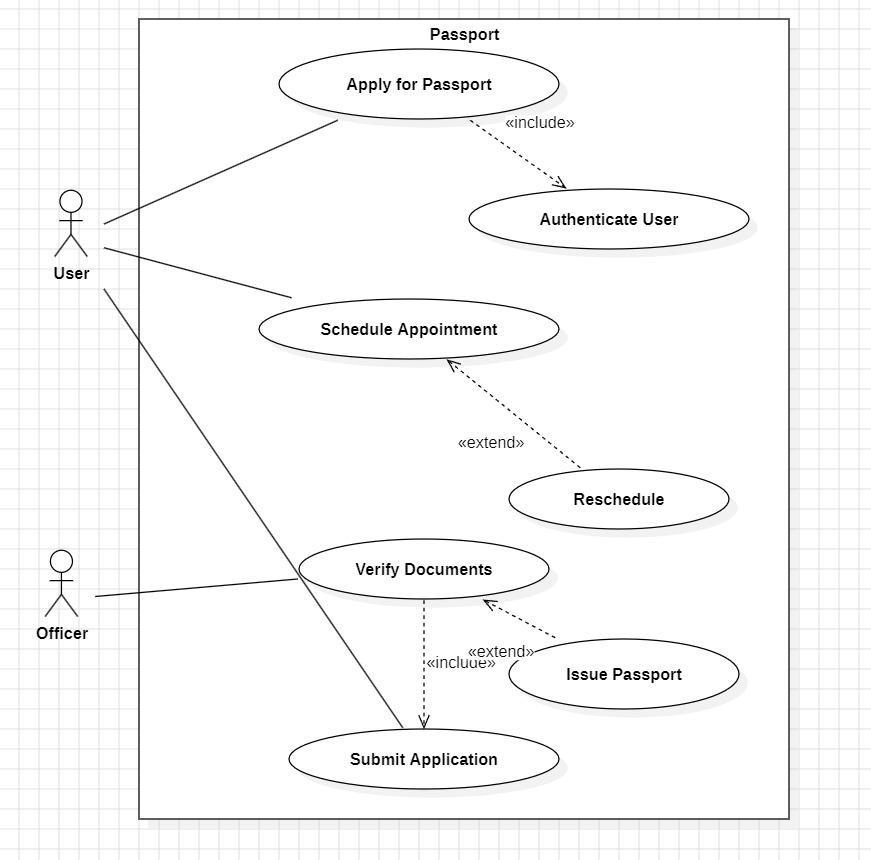 Passport
Apply for Passport
«include»
Authenticate User
User
Schedule Appointment
«extend»
Reschedule
Verify Documents
Officer
«extend»
«include»
Issue Passport
Submit Application